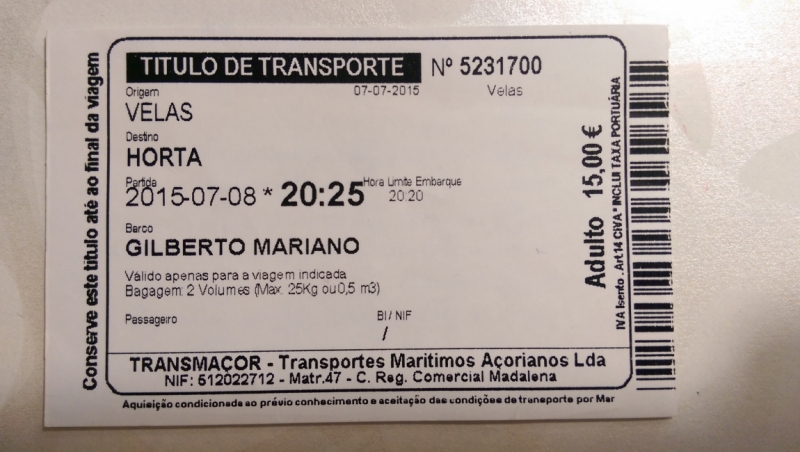 Conserve este título até ao final da viagem
TITULO DE TRANSPORTE Nº 5231700
Origem 07-07-2015 Velas
VELAS
Destino
HORTA
Partida Hora Limite Embarque
2015-07-08 * 20:25 20:20
Barco
GILBERTO MARIANO
Válido apenas para a viagem indicada
Bagagem: 2 Volumes (Max. 25Kg ou 0,5 m3)
Passageiro BI / NIF
/
TRANSMAÇOR - Transportes Maritimos Açorianos Lda
NIF: 512022712 - Matr.47 - C. Reg. Comercial Madalena
Aquisição condicionada ao prévio conhecimento e aceitação das condições de transporte por Mar
Adulto 15,00 €
IVA Isento . Art 14 CIVA * INCLUI TAXA PORTUÁRIA